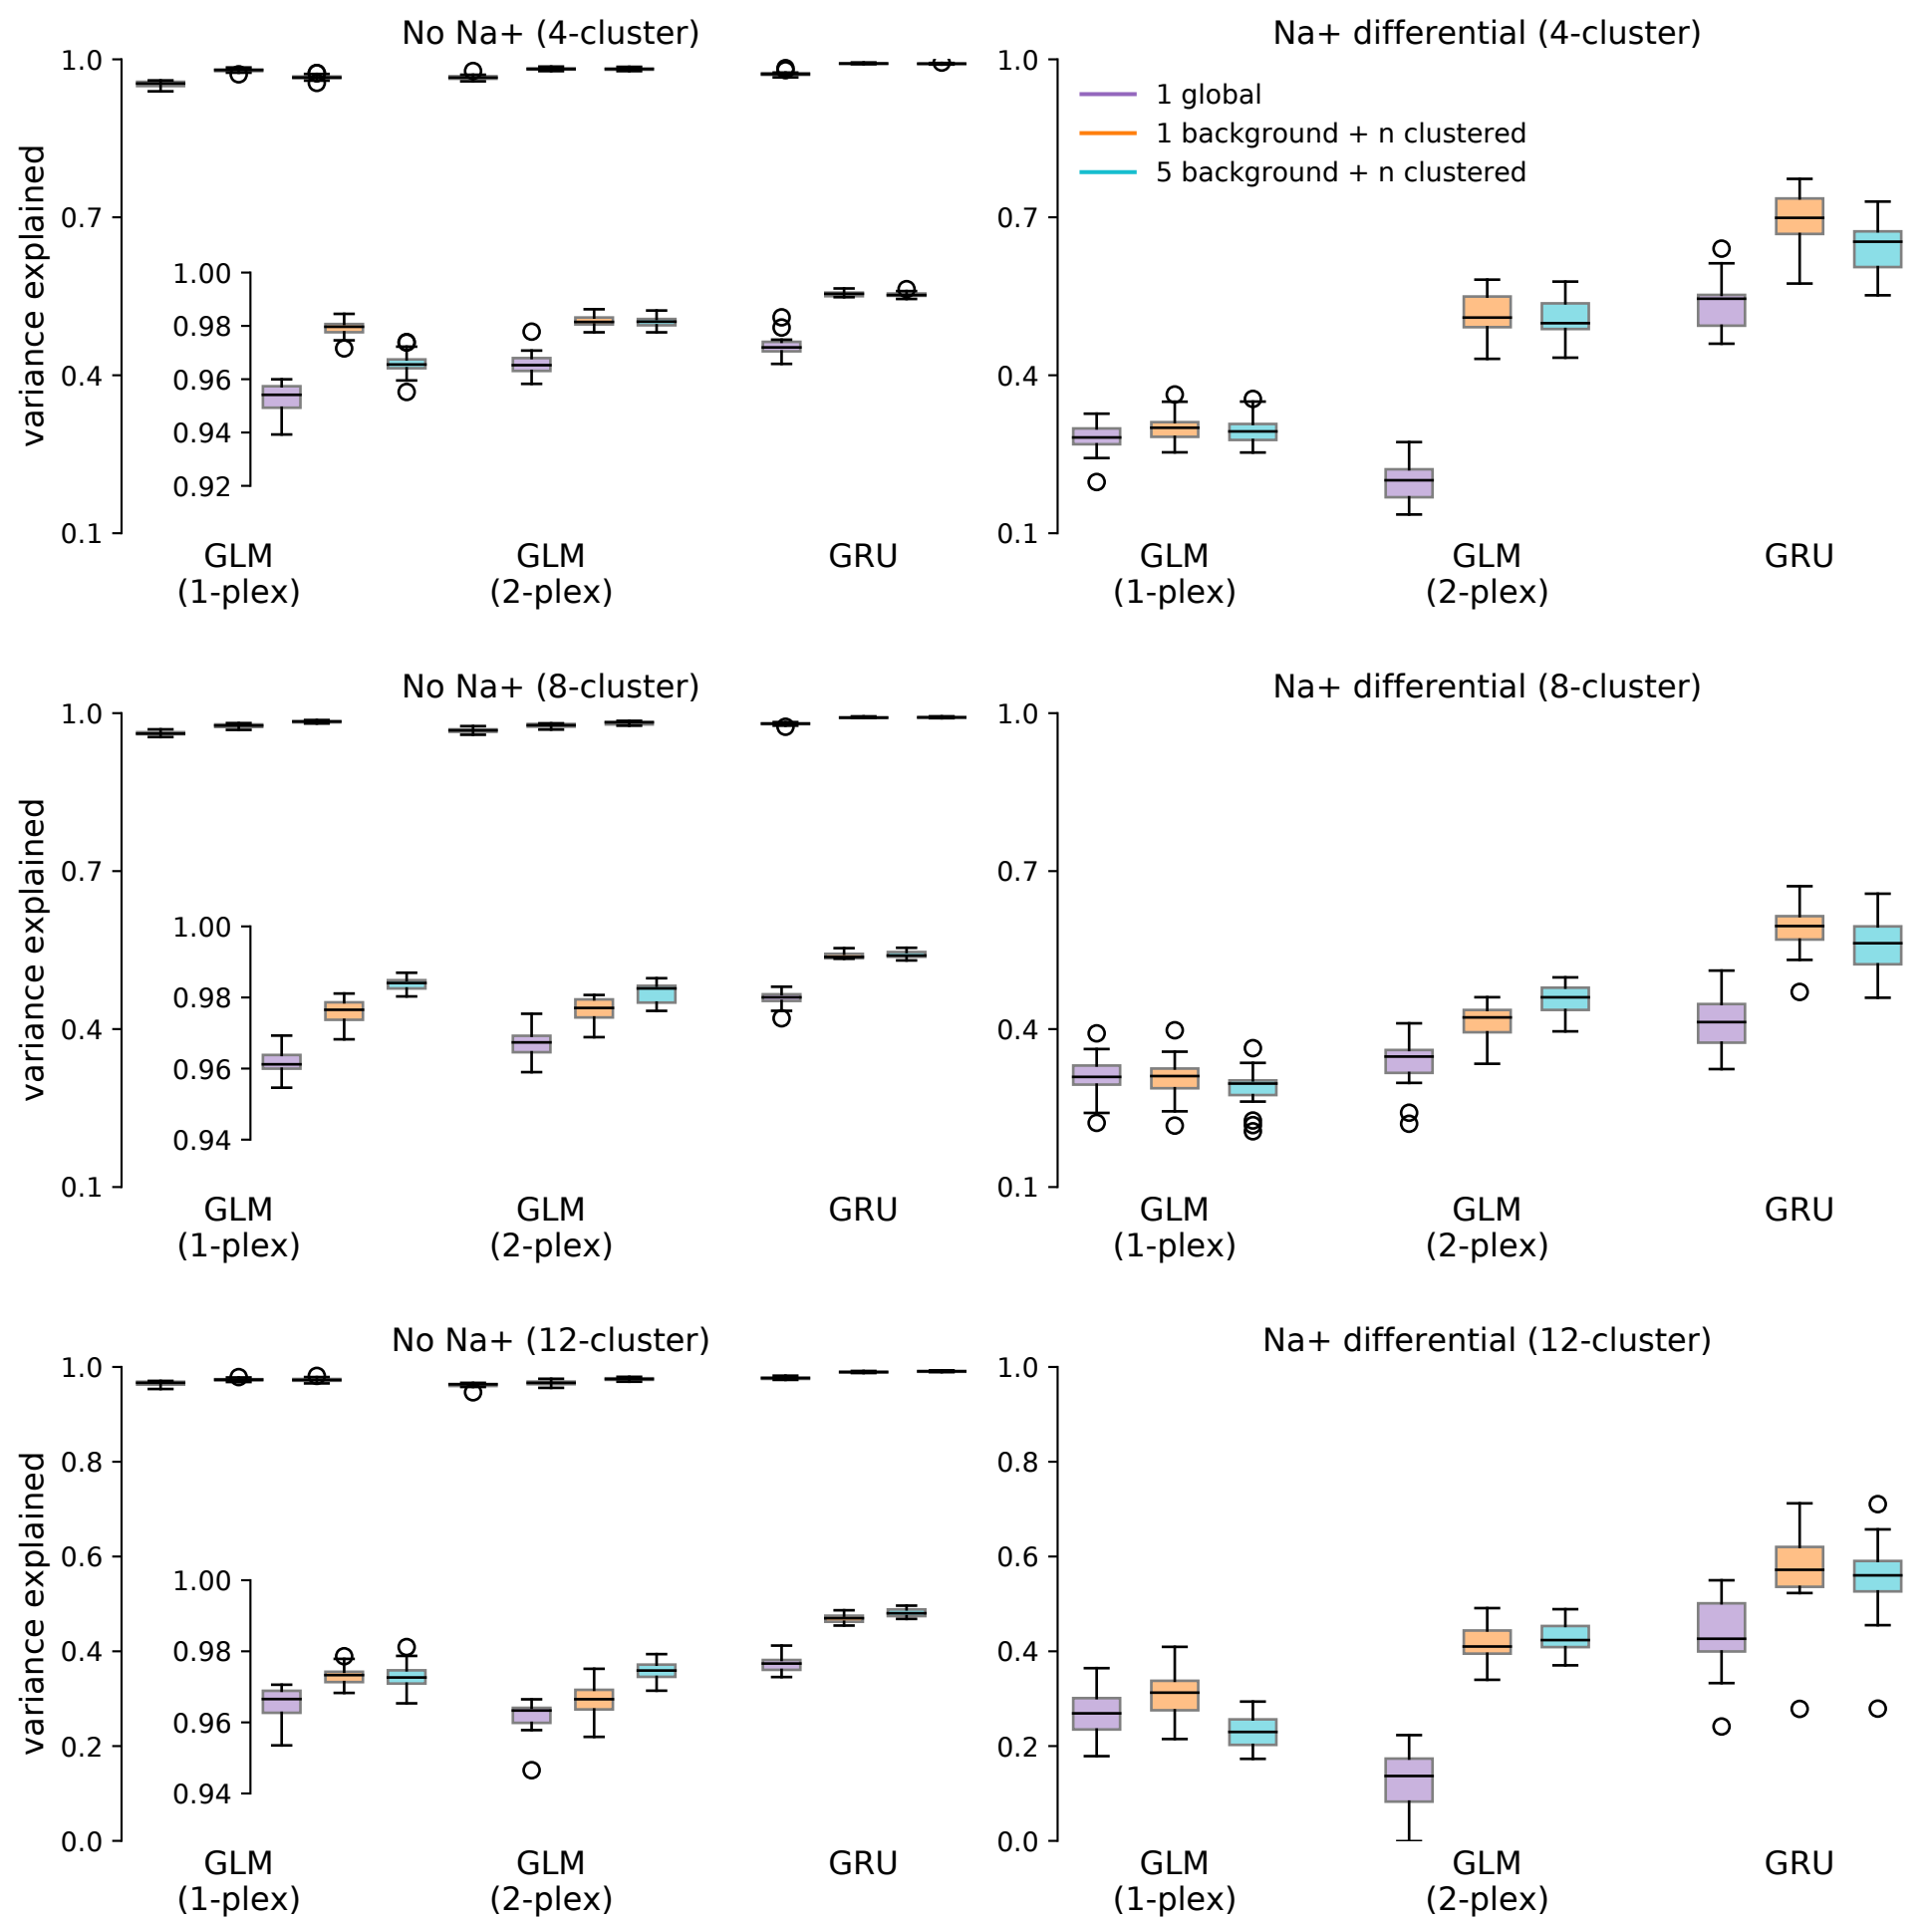 No Na+ (4-cluster)
variance explained
1.0
0.7
0.4
0.1
1.00
0.98
0.96
0.94
0.92
GLM
(1-plex)
GLM
(2-plex)
GRU
Na+ differential (4-cluster)
1 global
1 background + n clustered
5 background + n clustered
1.0
0.7
0.4
0.1
GLM
(1-plex)
GLM
(2-plex)
GRU
No Na+ (8-cluster)
variance explained
1.0
0.7
0.4
0.1
1.00
0.98
0.96
0.94
GLM
(1-plex)
GLM
(2-plex)
GRU
Na+ differential (8-cluster)
1.0
0.7
0.4
0.1
GLM
(1-plex)
GLM
(2-plex)
GRU
No Na+ (12-cluster)
variance explained
1.0
0.8
0.6
0.4
0.2
0.0
1.00
0.98
0.96
0.94
GLM
(1-plex)
GLM
(2-plex)
GRU
Na+ differential (12-cluster)
1.0
0.8
0.6
0.4
0.2
0.0
GLM
(1-plex)
GLM
(2-plex)
GRU